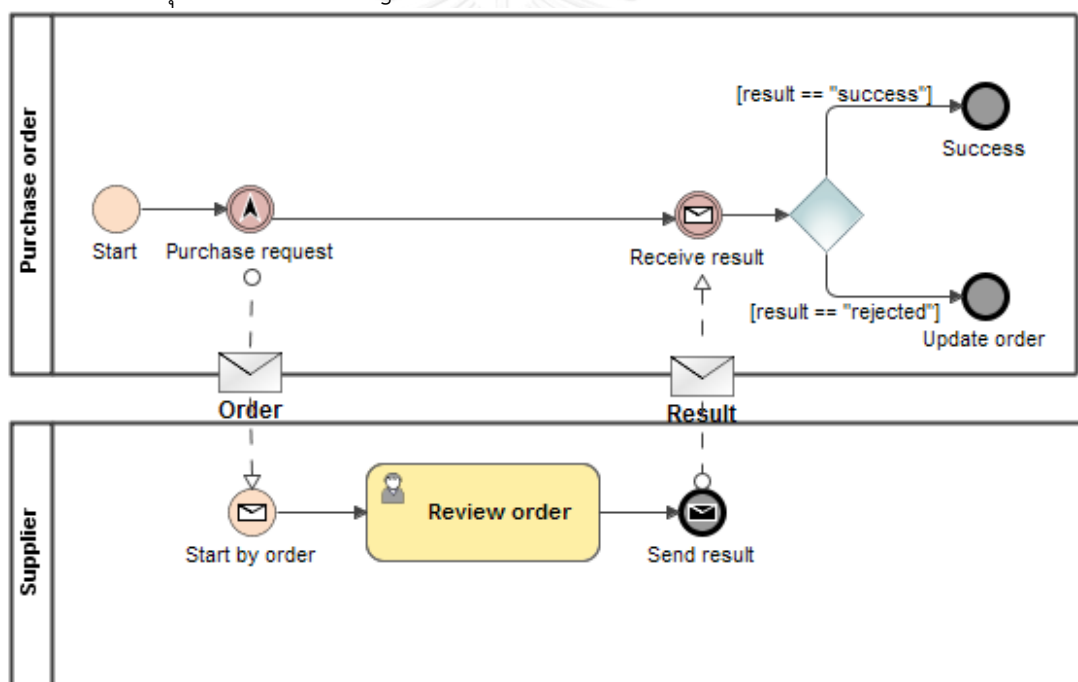 Purchase order
[result == "success"]
Success
Start
Purchase request
Receive result
[result == "rejected"]
Update order
Order
Result
Supplier
Review order
Start by order
Send result